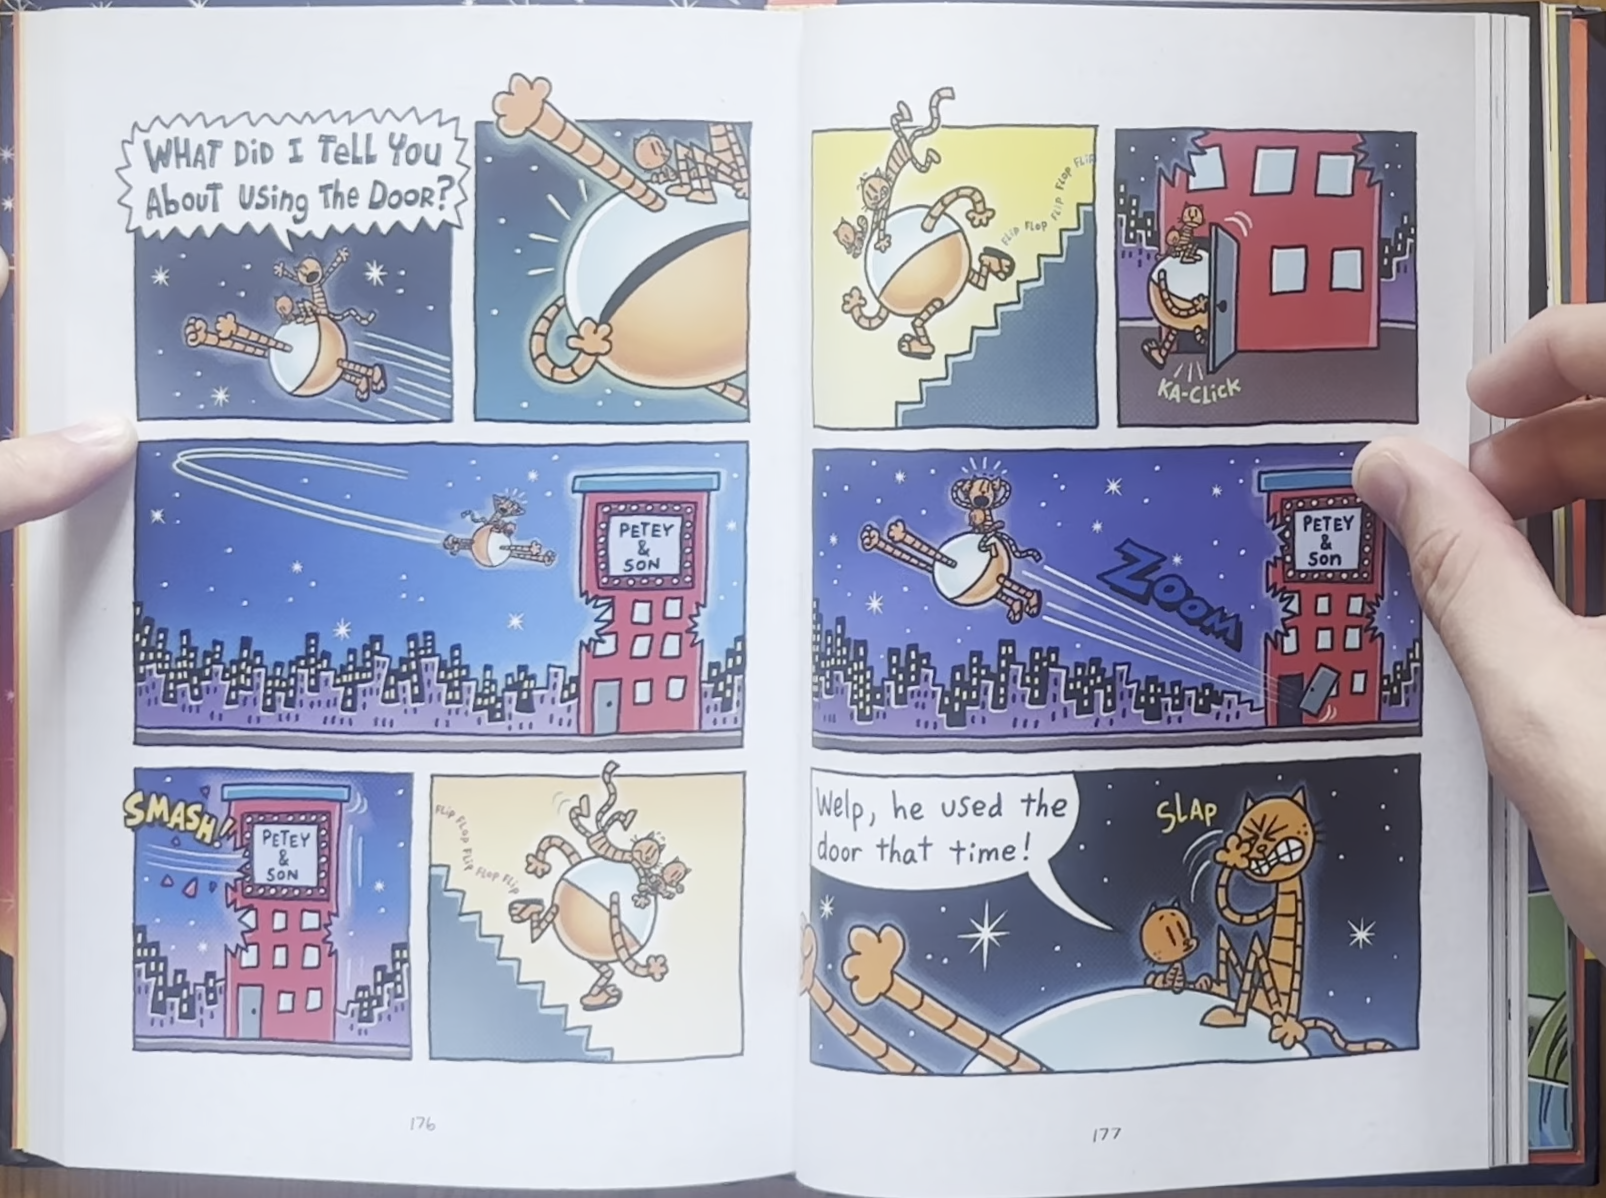 WHAT DID I TELL YOU
ABOUT USING THE DOOR?
PETEY
&
SON
SMASH!
PETEY
&
SON
FLIP FLOP FLIP FLOP FLIP
176
FLIP FLOP FLIP FLOP FLIP
KA-CLICK
ZOOM
PETEY
&
SON
Welp, he used the
door that time!
SLAP
177